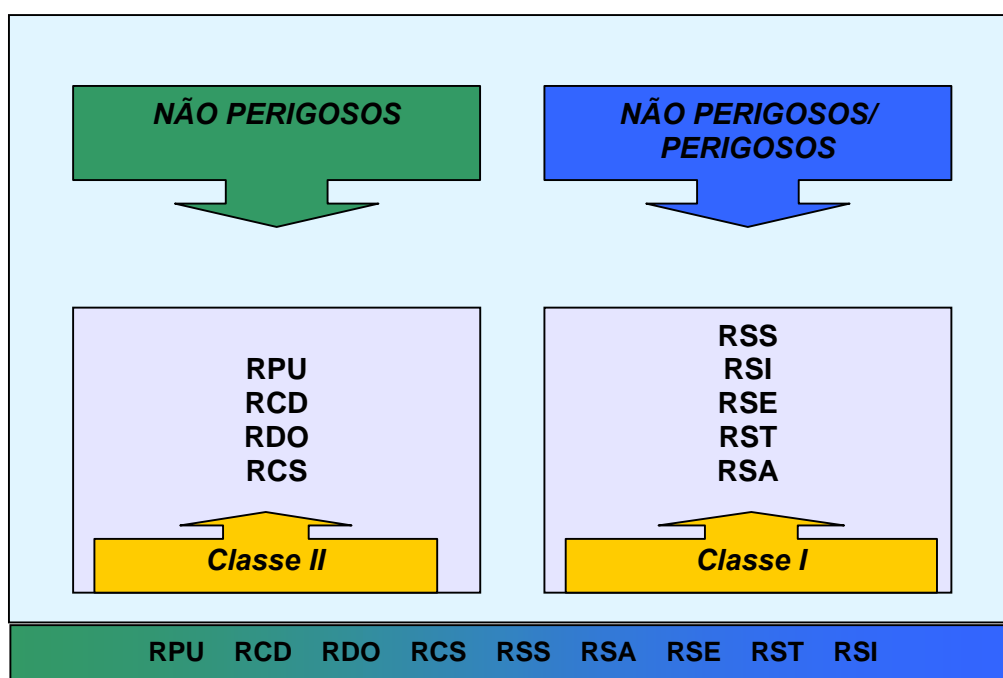 NÃO PERIGOSOS
NÃO PERIGOSOS/
PERIGOSOS
RPU
RCD
RDO
RCS
Classe II
RSS
RSI
RSE
RST
RSA
Classe I
RPU RCD RDO RCS RSS RSA RSE RST RSI